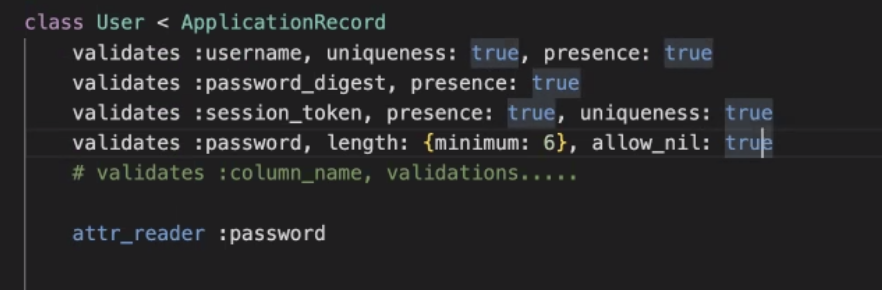 class User < ApplicationRecord
validates :username, uniqueness: true, presence: true
validates :password_digest, presence: true
validates :session_token, presence: true, uniqueness: true
validates :password, length: {minimum: 6}, allow_nil: true
# validates :column_name, validations.....
attr_reader :password